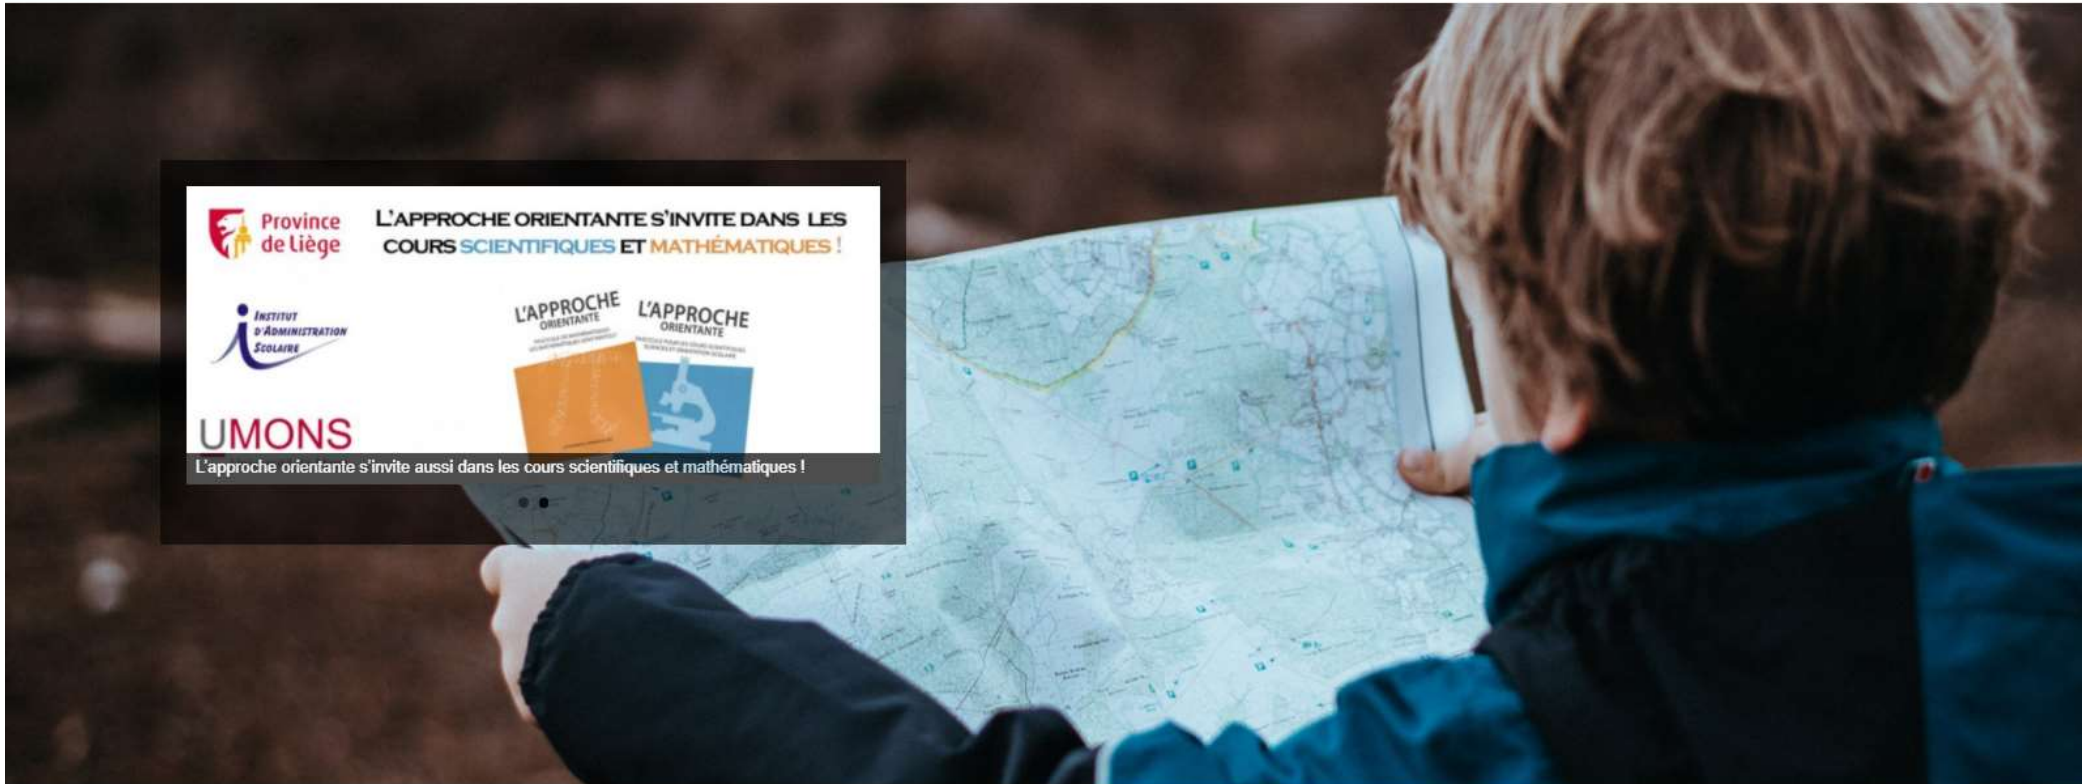 Province
de Liège
L'APPROCHE ORIENTANTE S'INVITE DANS LES
COURS SCIENTIFIQUES ET MATHÉMATIQUES !
INSTITUT
D'ADMINISTRATION
SCOLAIRE
L'APPROCHE
ORIENTANTE
L'APPROCHE
ORIENTANTE
UMONS
L'approche orientante s'invite aussi dans les cours scientifiques et mathématiques !